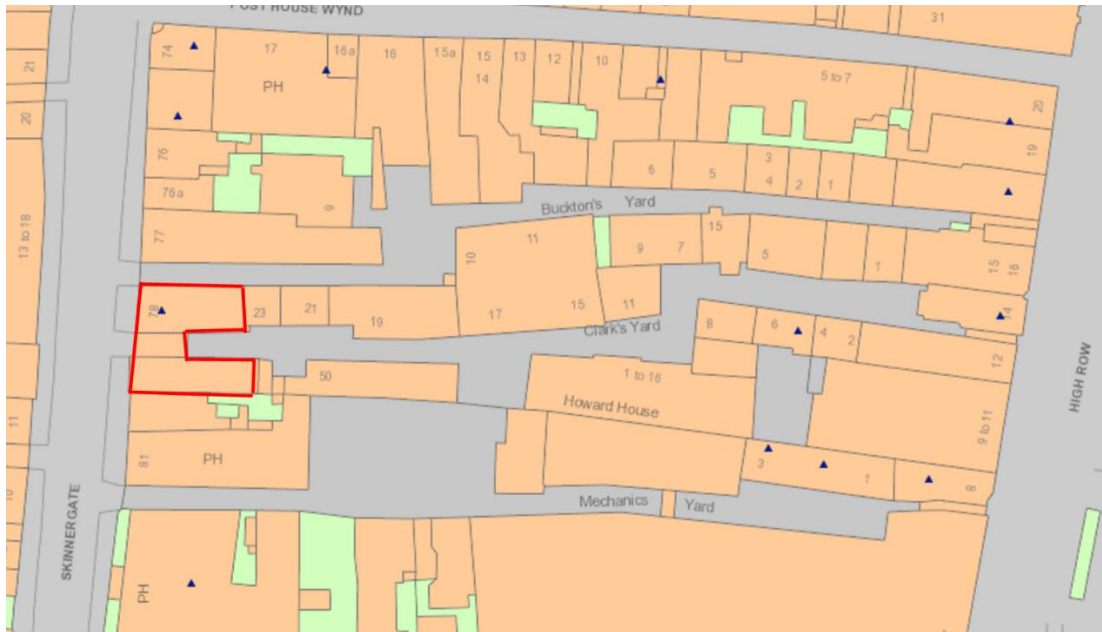 POST HOUSE WYND
31
21
20
13 to 18
11
74
17
PH
16a
16
15a
15
14
13
12
10
5 to 7
20
19
76
76a
9
77
6
5
3
4
2
1
Buckton's Yard
11
10
17
15
9
7
15
5
1
15
16
11
14
78
23
21
19
Clark's Yard
8
6
4
2
12
50
1 to 16
Howard House
9 to 11
81
PH
3
1
8
Mechanics Yard
SKINNERGATE
HIGH ROW
PH